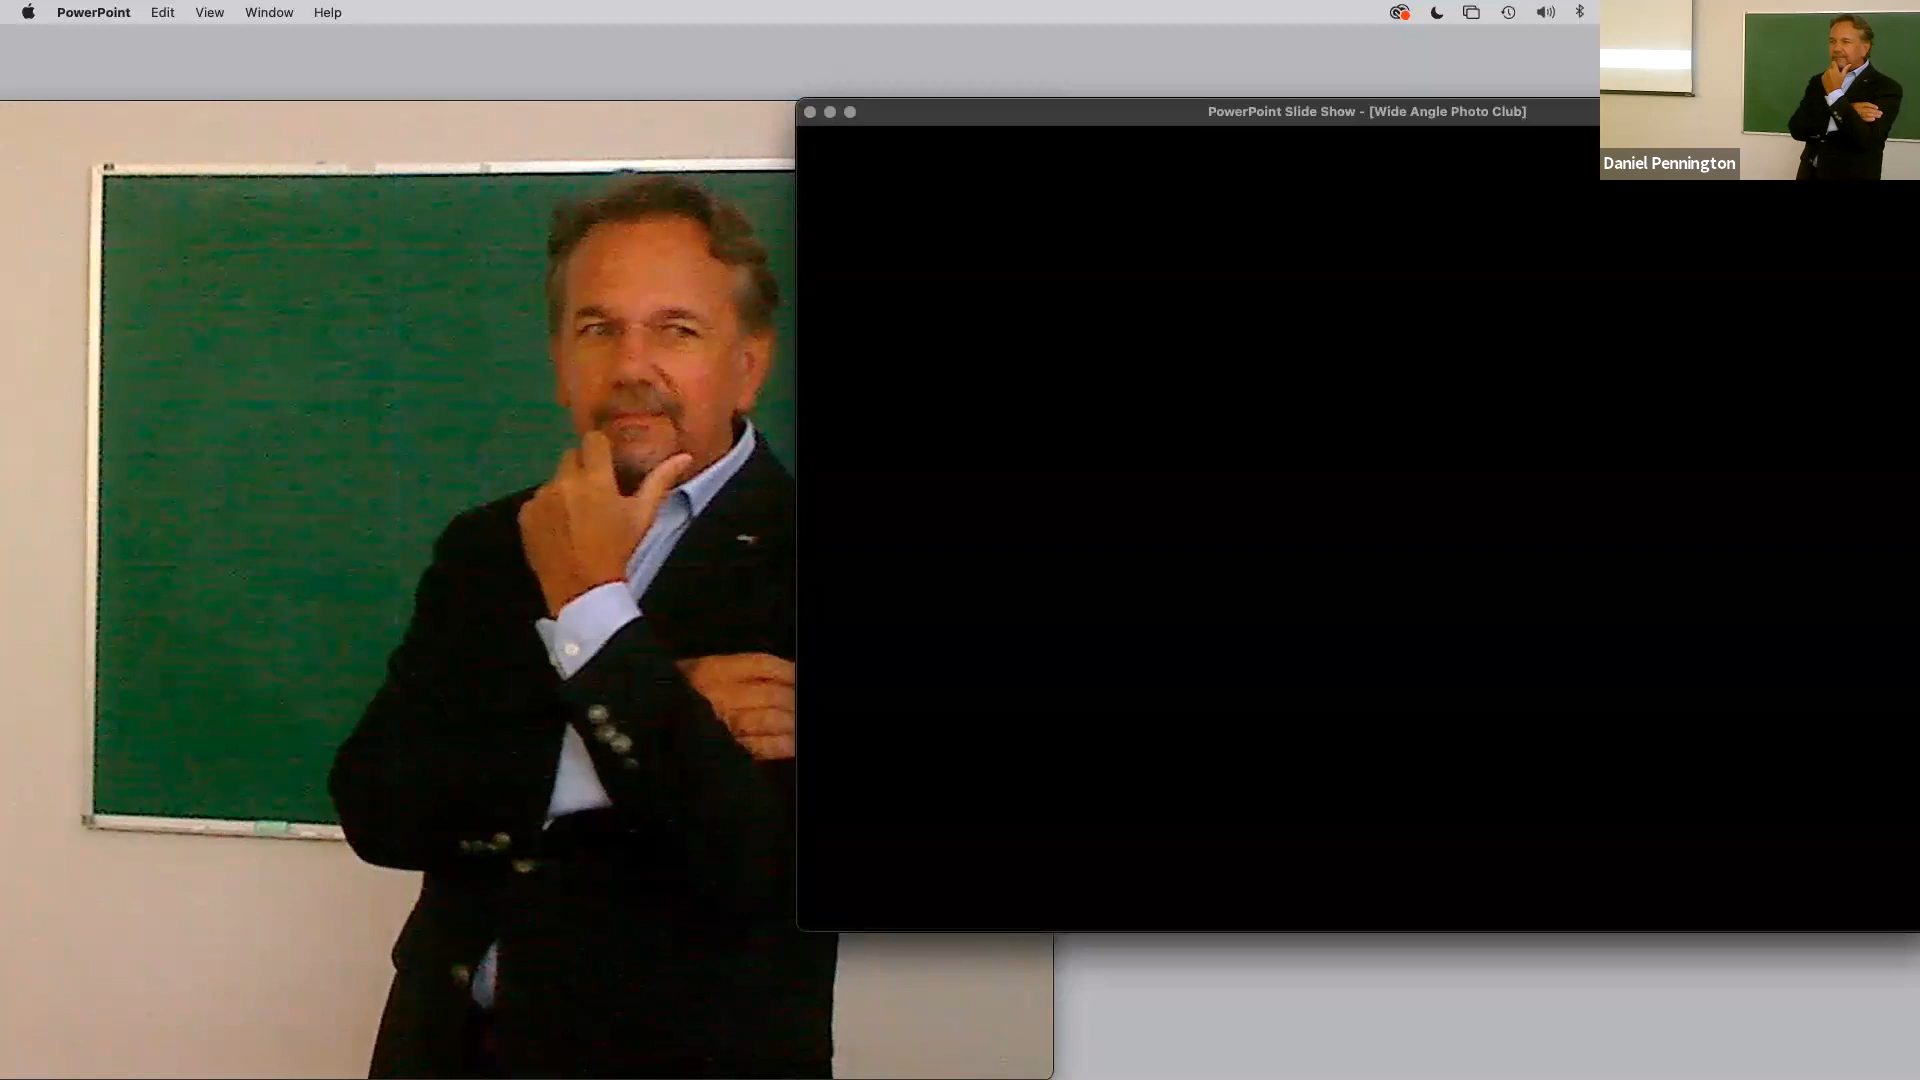 PowerPoint Edit View Window Help
PowerPoint Slide Show - [Wide Angle Photo Club]
Daniel Pennington